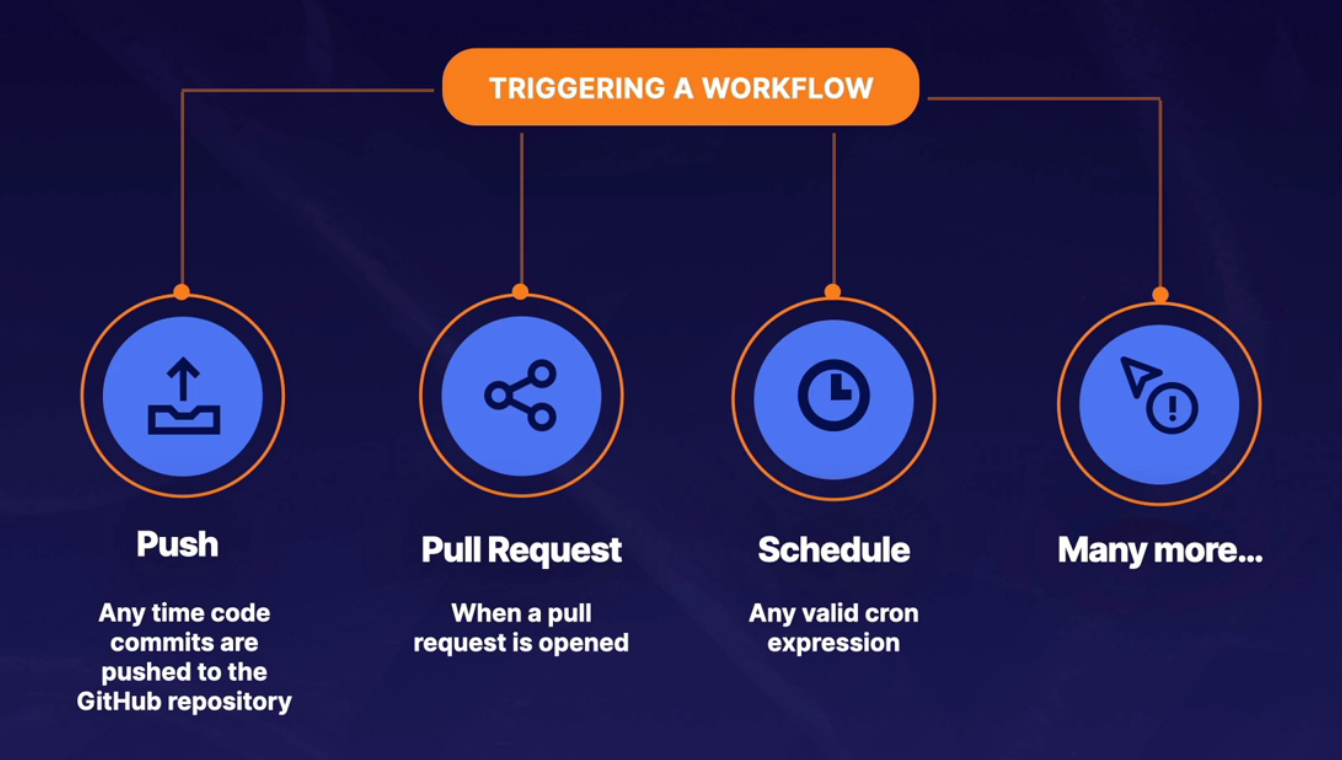 TRIGGERING A WORKFLOW
Push
Any time code
commits are
pushed to the
GitHub repository
Pull Request
When a pull
request is opened
Schedule
Any valid cron
expression
Many more...